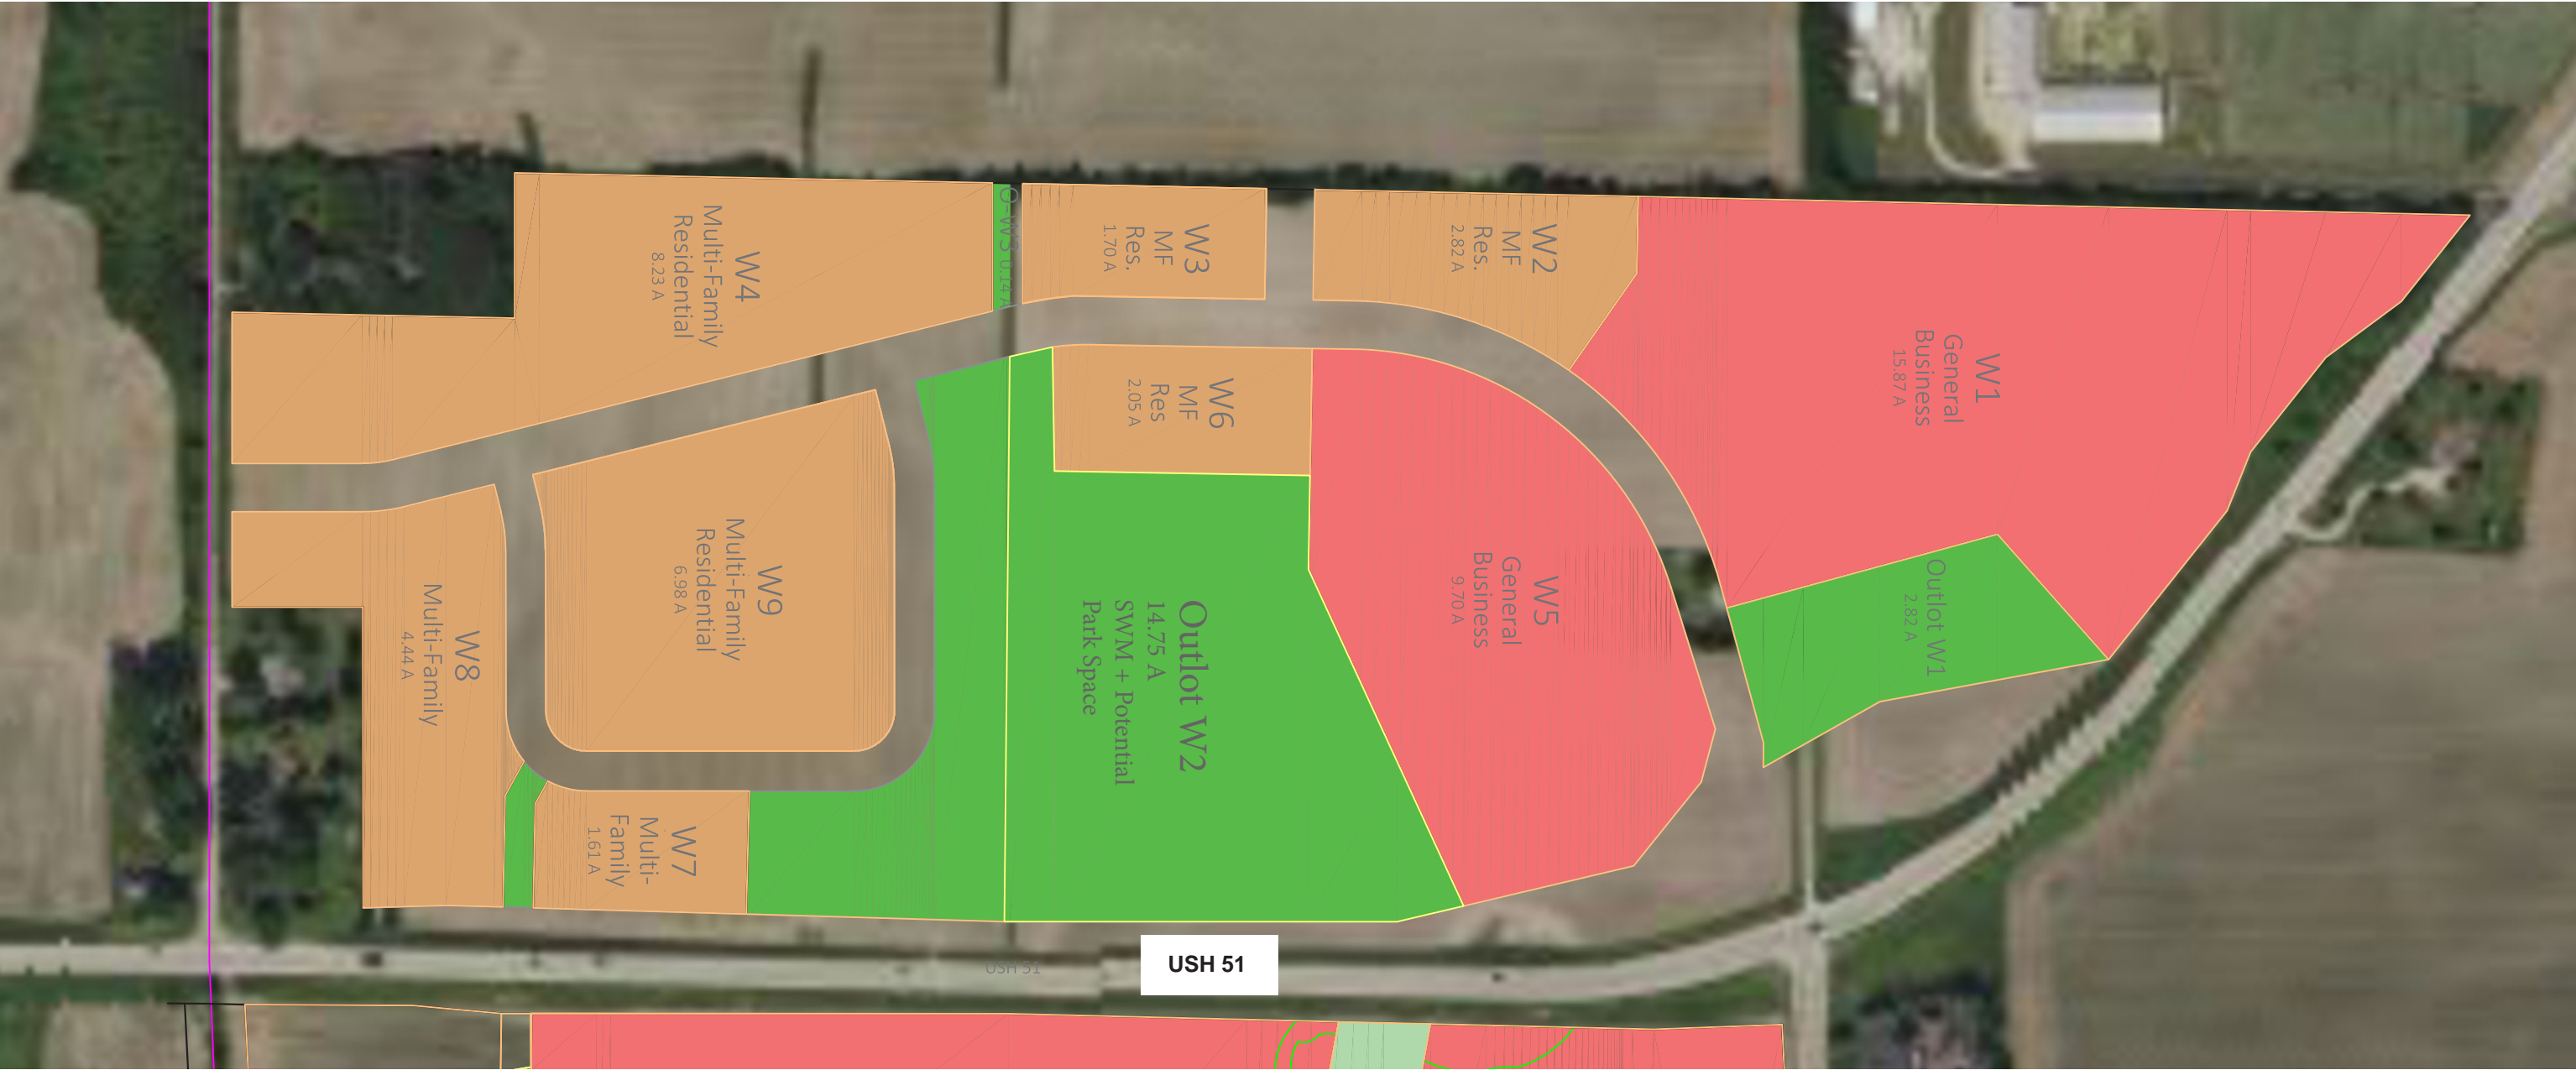 W4
Multi-Family
Residential
8.23 A
O-W3 0.14 A
W3
MF
Res.
1.70 A
W2
MF
Res.
2.82 A
W1
General
Business
15.87 A
W6
MF
Res
2.05 A
W9
Multi-Family
Residential
6.98 A
W8
Multi-Family
4.44 A
Outlot W2
14.75 A
SWM + Potential
Park Space
W5
General
Business
9.70 A
Outlot W1
2.82 A
W7
Multi-
Family
1.61 A
USH 51
USH 51